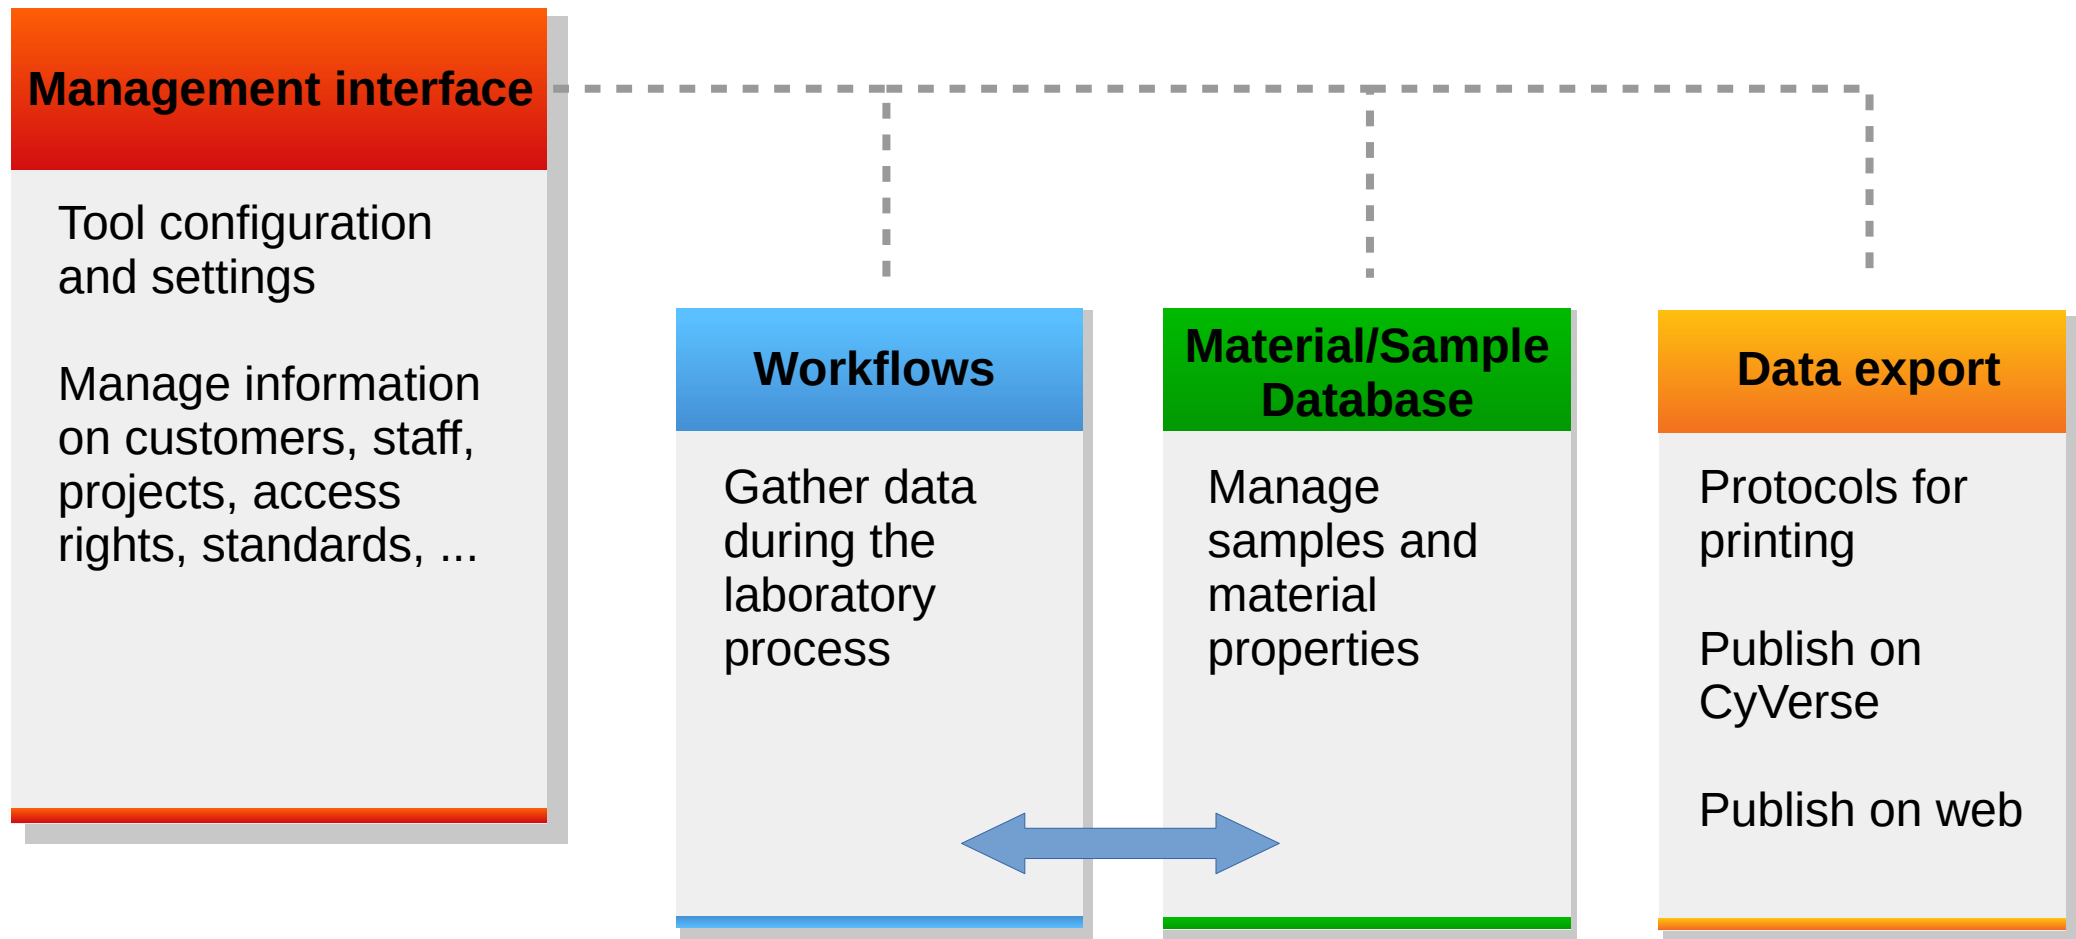 Management interface
Tool configuration
and settings
Manage information
on customers, staff,
projects, access
rights, standards, ...
Workflows
Gather data
during the
laboratory
process
Material/Sample
Database
Manage
samples and
material
properties
Data export
Protocols for
printing
Publish on
CyVerse
Publish on web